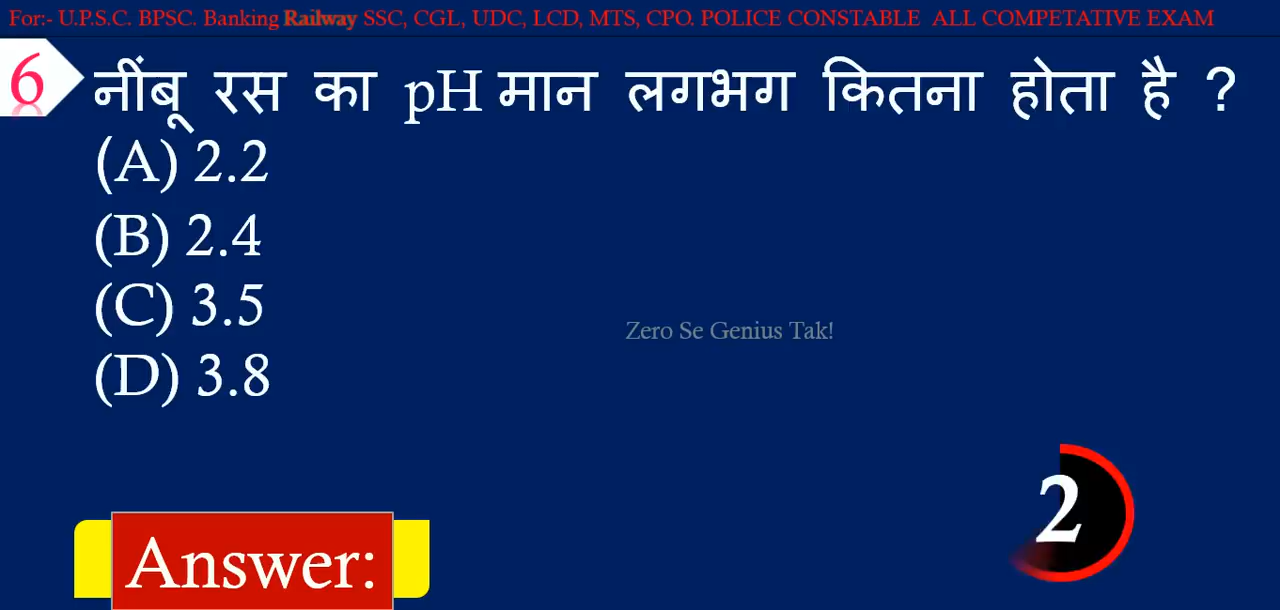 For:- U.P.S.C. BPSC. Banking Railway SSC, CGL, UDC, LCD, MTS, CPO. POLICE CONSTABLE ALL COMPETATIVE EXAM
6 नींबू रस का pH मान लगभग कितना होता है ?
(A) 2.2
(B) 2.4
(C) 3.5
(D) 3.8
Zero Se Genius Tak!
2
Answer: